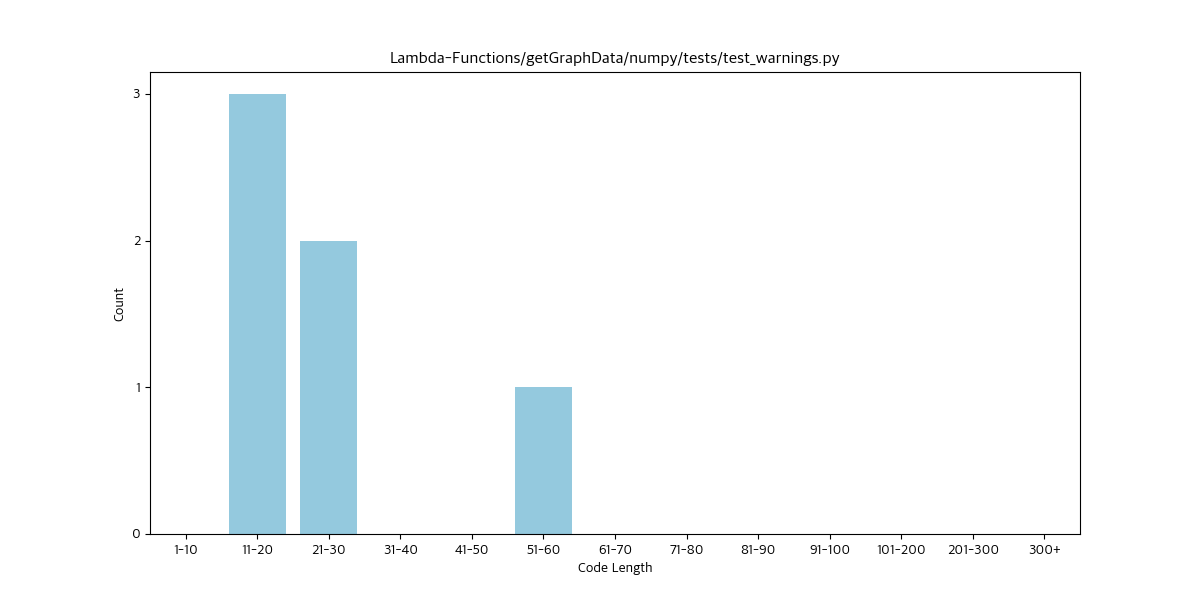 Lambda-Functions/getGraphData/numpy/tests/test_warnings.py
3
2
1
0
Count
1-10 11-20 21-30 31-40 41-50 51-60 61-70 71-80 81-90 91-100 101-200 201-300 300+
Code Length